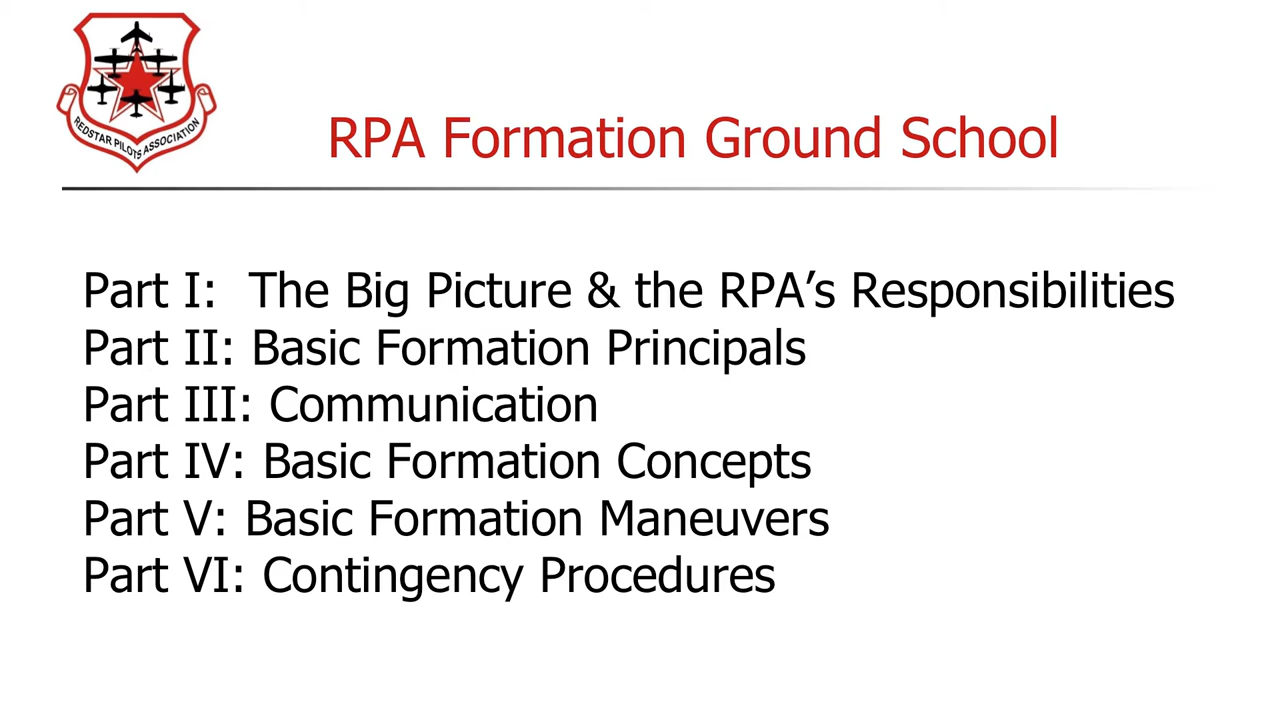 REDSTAR PILOTS ASSOCIATION
RPA Formation Ground School
Part I: The Big Picture & the RPA’s Responsibilities
Part II: Basic Formation Principals
Part III: Communication
Part IV: Basic Formation Concepts
Part V: Basic Formation Maneuvers
Part VI: Contingency Procedures